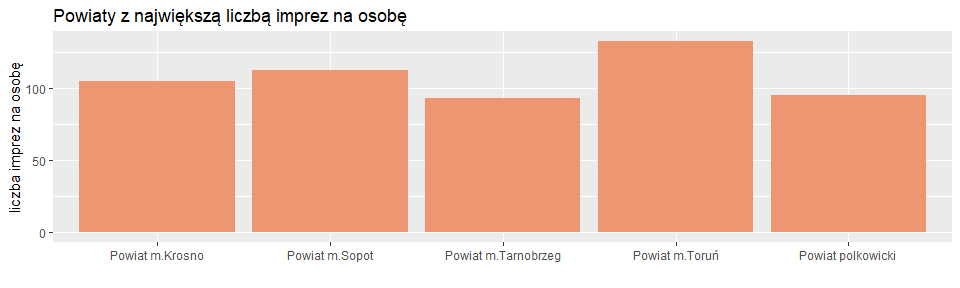 Powiaty z największą liczbą imprez na osobę
liczba imprez na osobę
100
50
0
Powiat m.Krosno Powiat m.Sopot Powiat m.Tarnobrzeg Powiat m.Toruń Powiat polkowicki